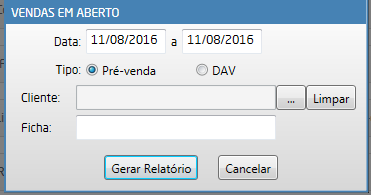 VENDAS EM ABERTO
Data: 11/08/2016 a 11/08/2016
Tipo: Pré-venda DAV
Cliente: ... Limpar
Ficha:
Gerar Relatório Cancelar